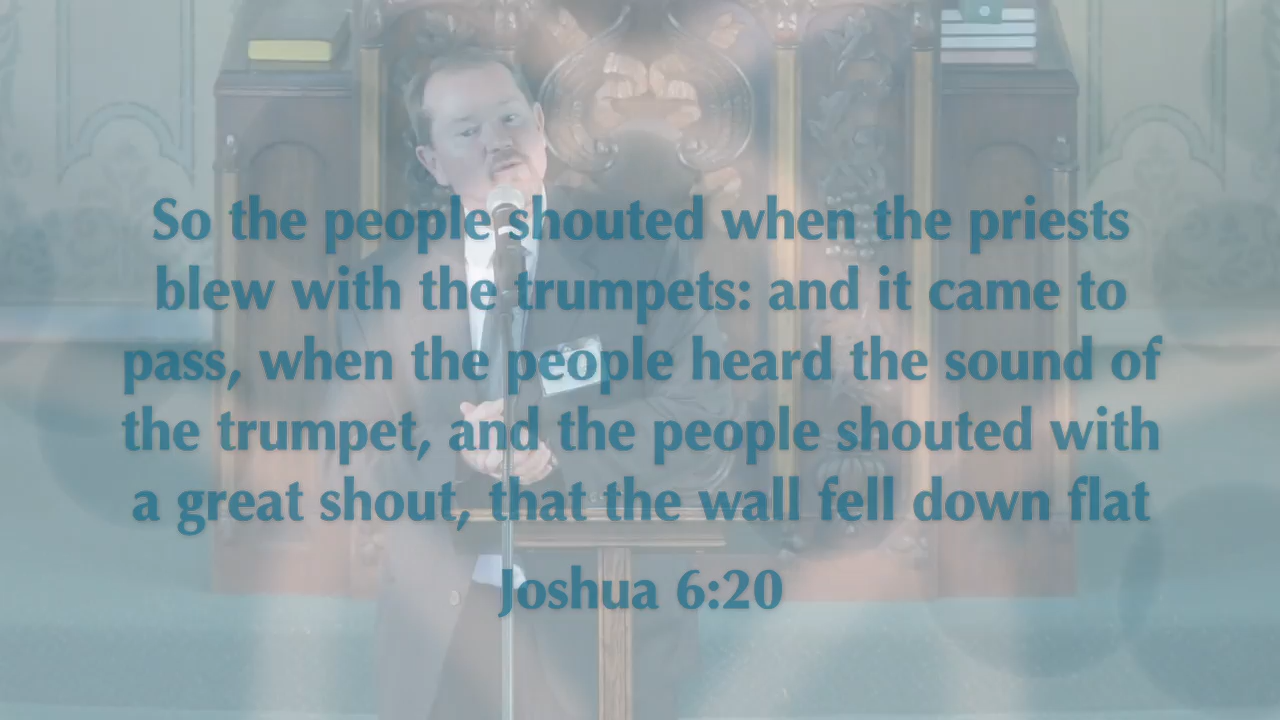 So the people shouted when the priests
blew with the trumpets: and it came to
pass, when the people heard the sound of
the trumpet, and the people shouted with
a great shout, that the wall fell down flat
Joshua 6:20